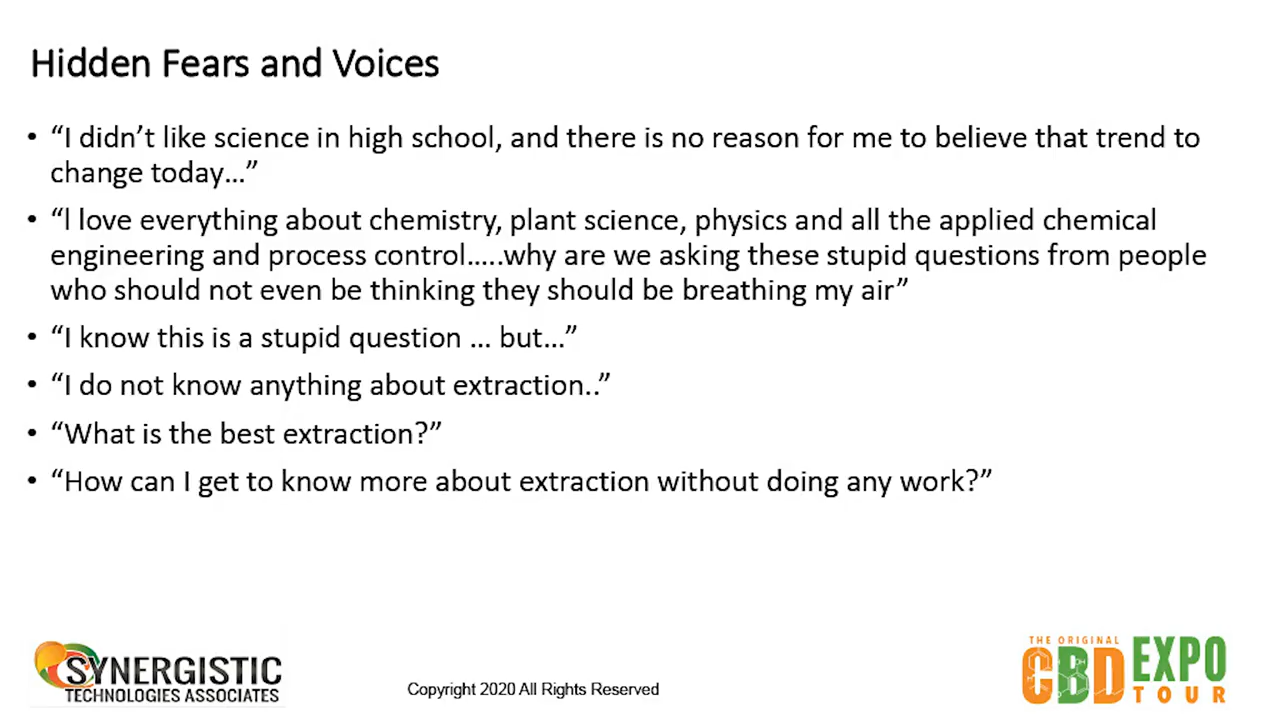 Hidden Fears and Voices
• “I didn’t like science in high school, and there is no reason for me to believe that trend to
change today…”
• “I love everything about chemistry, plant science, physics and all the applied chemical
engineering and process control…..why are we asking these stupid questions from people
who should not even be thinking they should be breathing my air”
• “I know this is a stupid question … but…”
• “I do not know anything about extraction..”
• “What is the best extraction?”
• “How can I get to know more about extraction without doing any work?”
SYNERGISTIC
TECHNOLOGIES ASSOCIATES
Copyright 2020 All Rights Reserved
THE ORIGINAL
CBD EXPO
TOUR